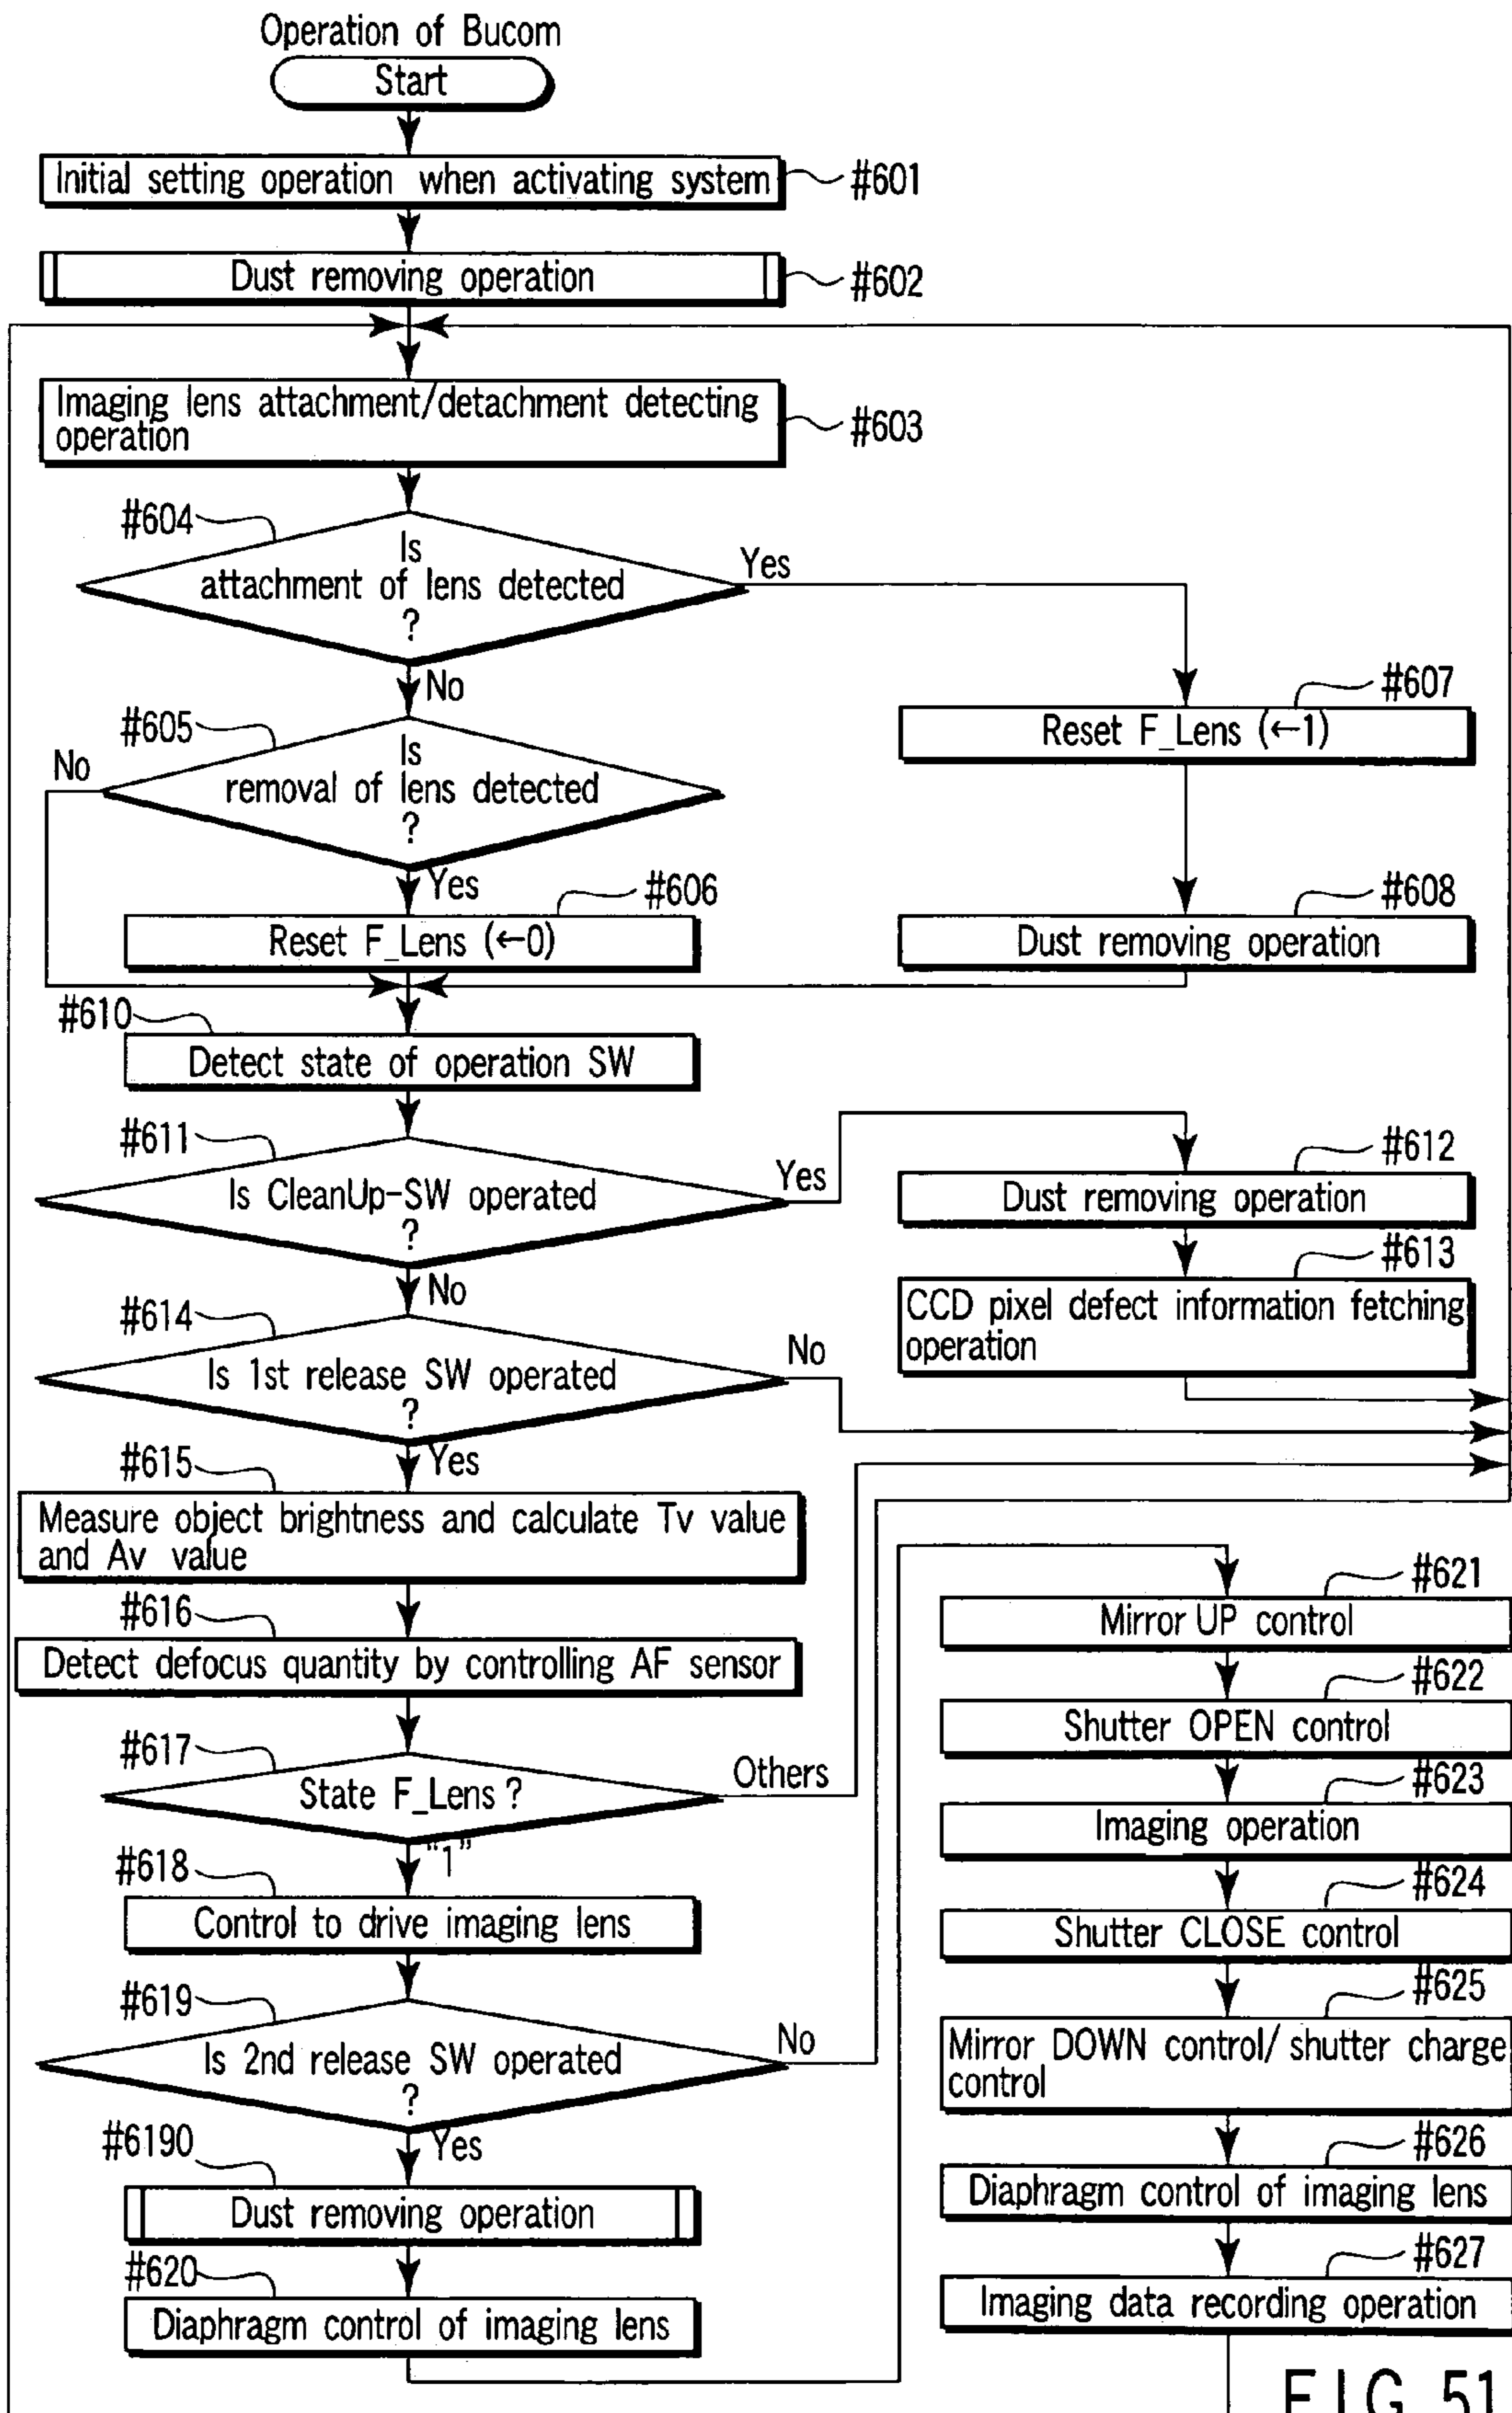 Operation of Bucom
Start
Initial setting operation when activating system
#601
Dust removing operation
#602
Imaging lens attachment/detachment detecting
operation
#603
#604
Is
attachment of lens detected
?
Yes
No
#605
Is
removal of lens detected
?
No
Yes
#606
Reset F_Lens (←0)
#607
Reset F_Lens (←1)
#608
Dust removing operation
#610
Detect state of operation SW
#611
Is CleanUp-SW operated
?
Yes
No
#612
Dust removing operation
#613
CCD pixel defect information fetching
operation
#614
Is 1st release SW operated
?
No
Yes
#615
Measure object brightness and calculate Tv value
and Av value
#616
Detect defocus quantity by controlling AF sensor
#617
State F_Lens ?
Others
"1"
#618
Control to drive imaging lens
#619
Is 2nd release SW operated
?
No
Yes
#6190
Dust removing operation
#620
Diaphragm control of imaging lens
#621
Mirror UP control
#622
Shutter OPEN control
#623
Imaging operation
#624
Shutter CLOSE control
#625
Mirror DOWN control/ shutter charge
control
#626
Diaphragm control of imaging lens
#627
Imaging data recording operation
FIG. 51